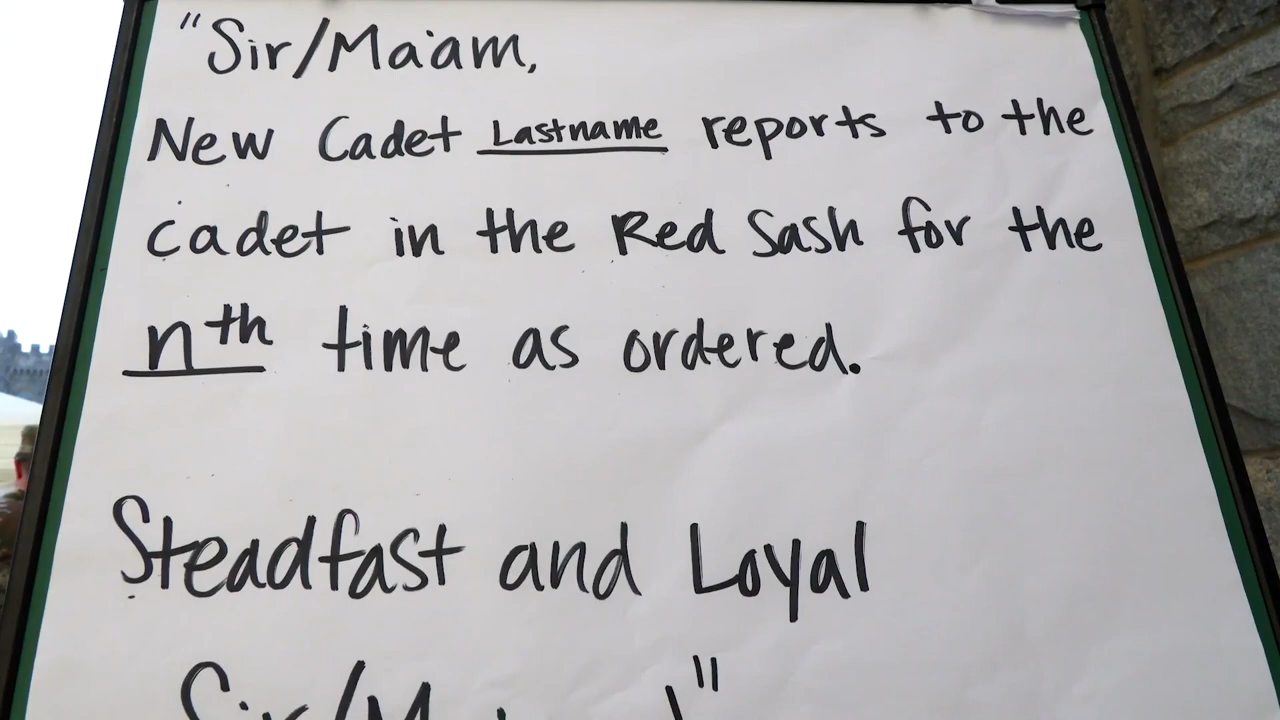 "Sir/Ma'am,
New Cadet Lastname reports to the
cadet in the Red Sash for the
nth time as ordered.
Steadfast and Loyal
"